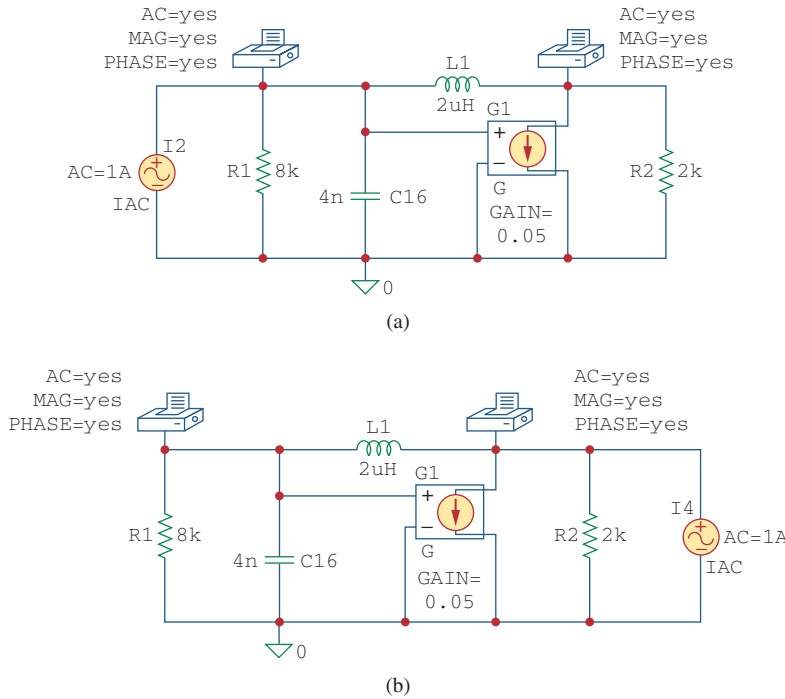 AC=yes
MAG=yes
PHASE=yes
AC=yes
MAG=yes
PHASE=yes
L1
2uH
G1
I2
+
−
AC=1A
+
−
IAC
R1
8k
4n
C16
G
GAIN=
0.05
R2
2k
0
(a)
AC=yes
MAG=yes
PHASE=yes
AC=yes
MAG=yes
PHASE=yes
L1
2uH
G1
+
−
R1
8k
4n
C16
G
GAIN=
0.05
R2
2k
I4
+
−
AC=1A
IAC
0
(b)